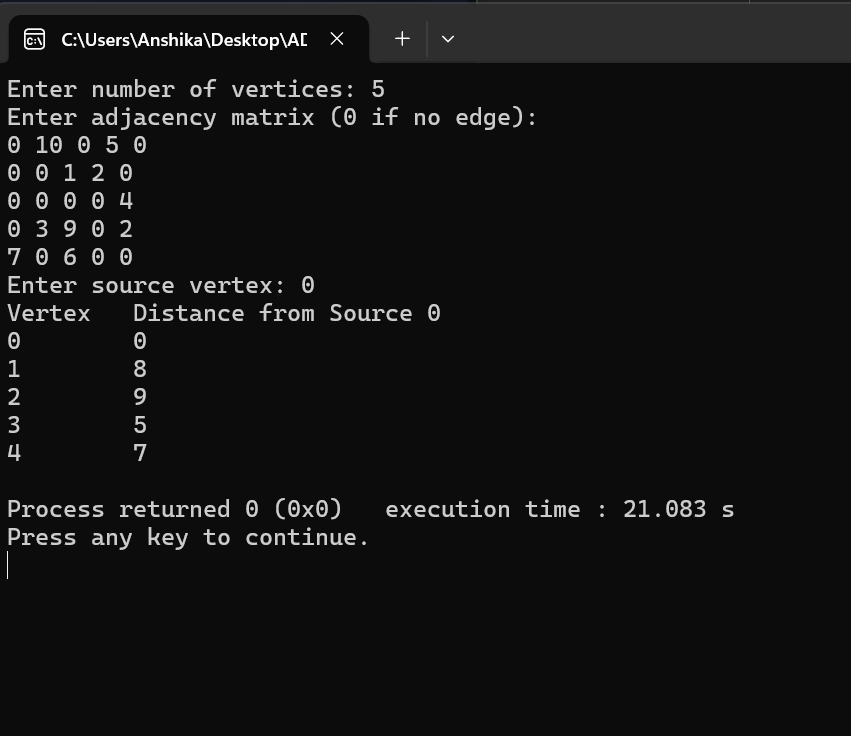 C:\Users\Anshika\Desktop\AD
Enter number of vertices: 5
Enter adjacency matrix (0 if no edge):
0 10 0 5 0
0 0 1 2 0
0 0 0 0 4
0 3 9 0 2
7 0 6 0 0
Enter source vertex: 0
Vertex   Distance from Source 0
0        0
1        8
2        9
3        5
4        7
Process returned 0 (0x0)   execution time : 21.083 s
Press any key to continue.